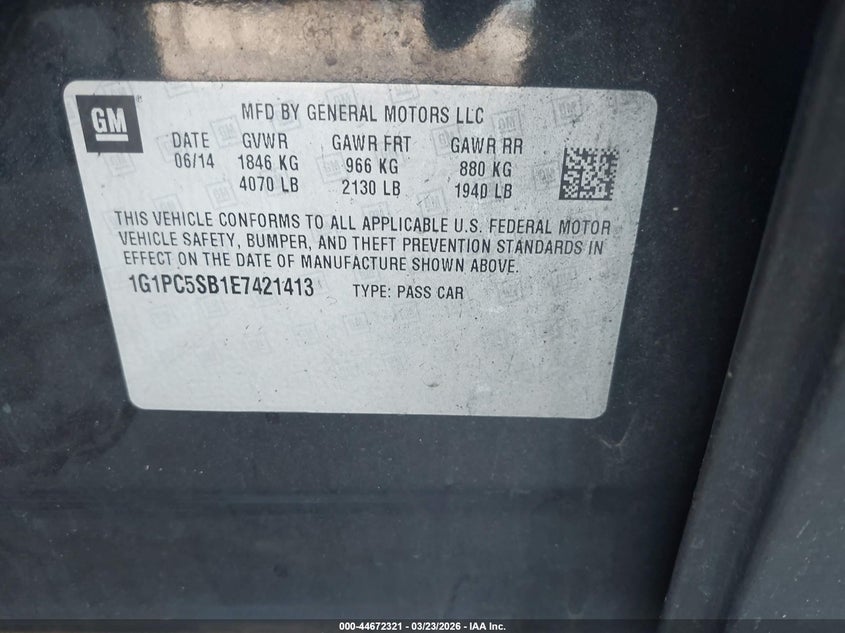 GM
MFD BY GENERAL MOTORS LLC
DATE GVWR GAWR FRT GAWR RR
06/14 1846 KG 966 KG 880 KG
4070 LB 2130 LB 1940 LB
THIS VEHICLE CONFORMS TO ALL APPLICABLE U.S. FEDERAL MOTOR
VEHICLE SAFETY, BUMPER, AND THEFT PREVENTION STANDARDS IN
EFFECT ON THE DATE OF MANUFACTURE SHOWN ABOVE.
1G1PC5SB1E7421413 TYPE: PASS CAR
000-44672321 | 03/23/2026 - IAA Inc.